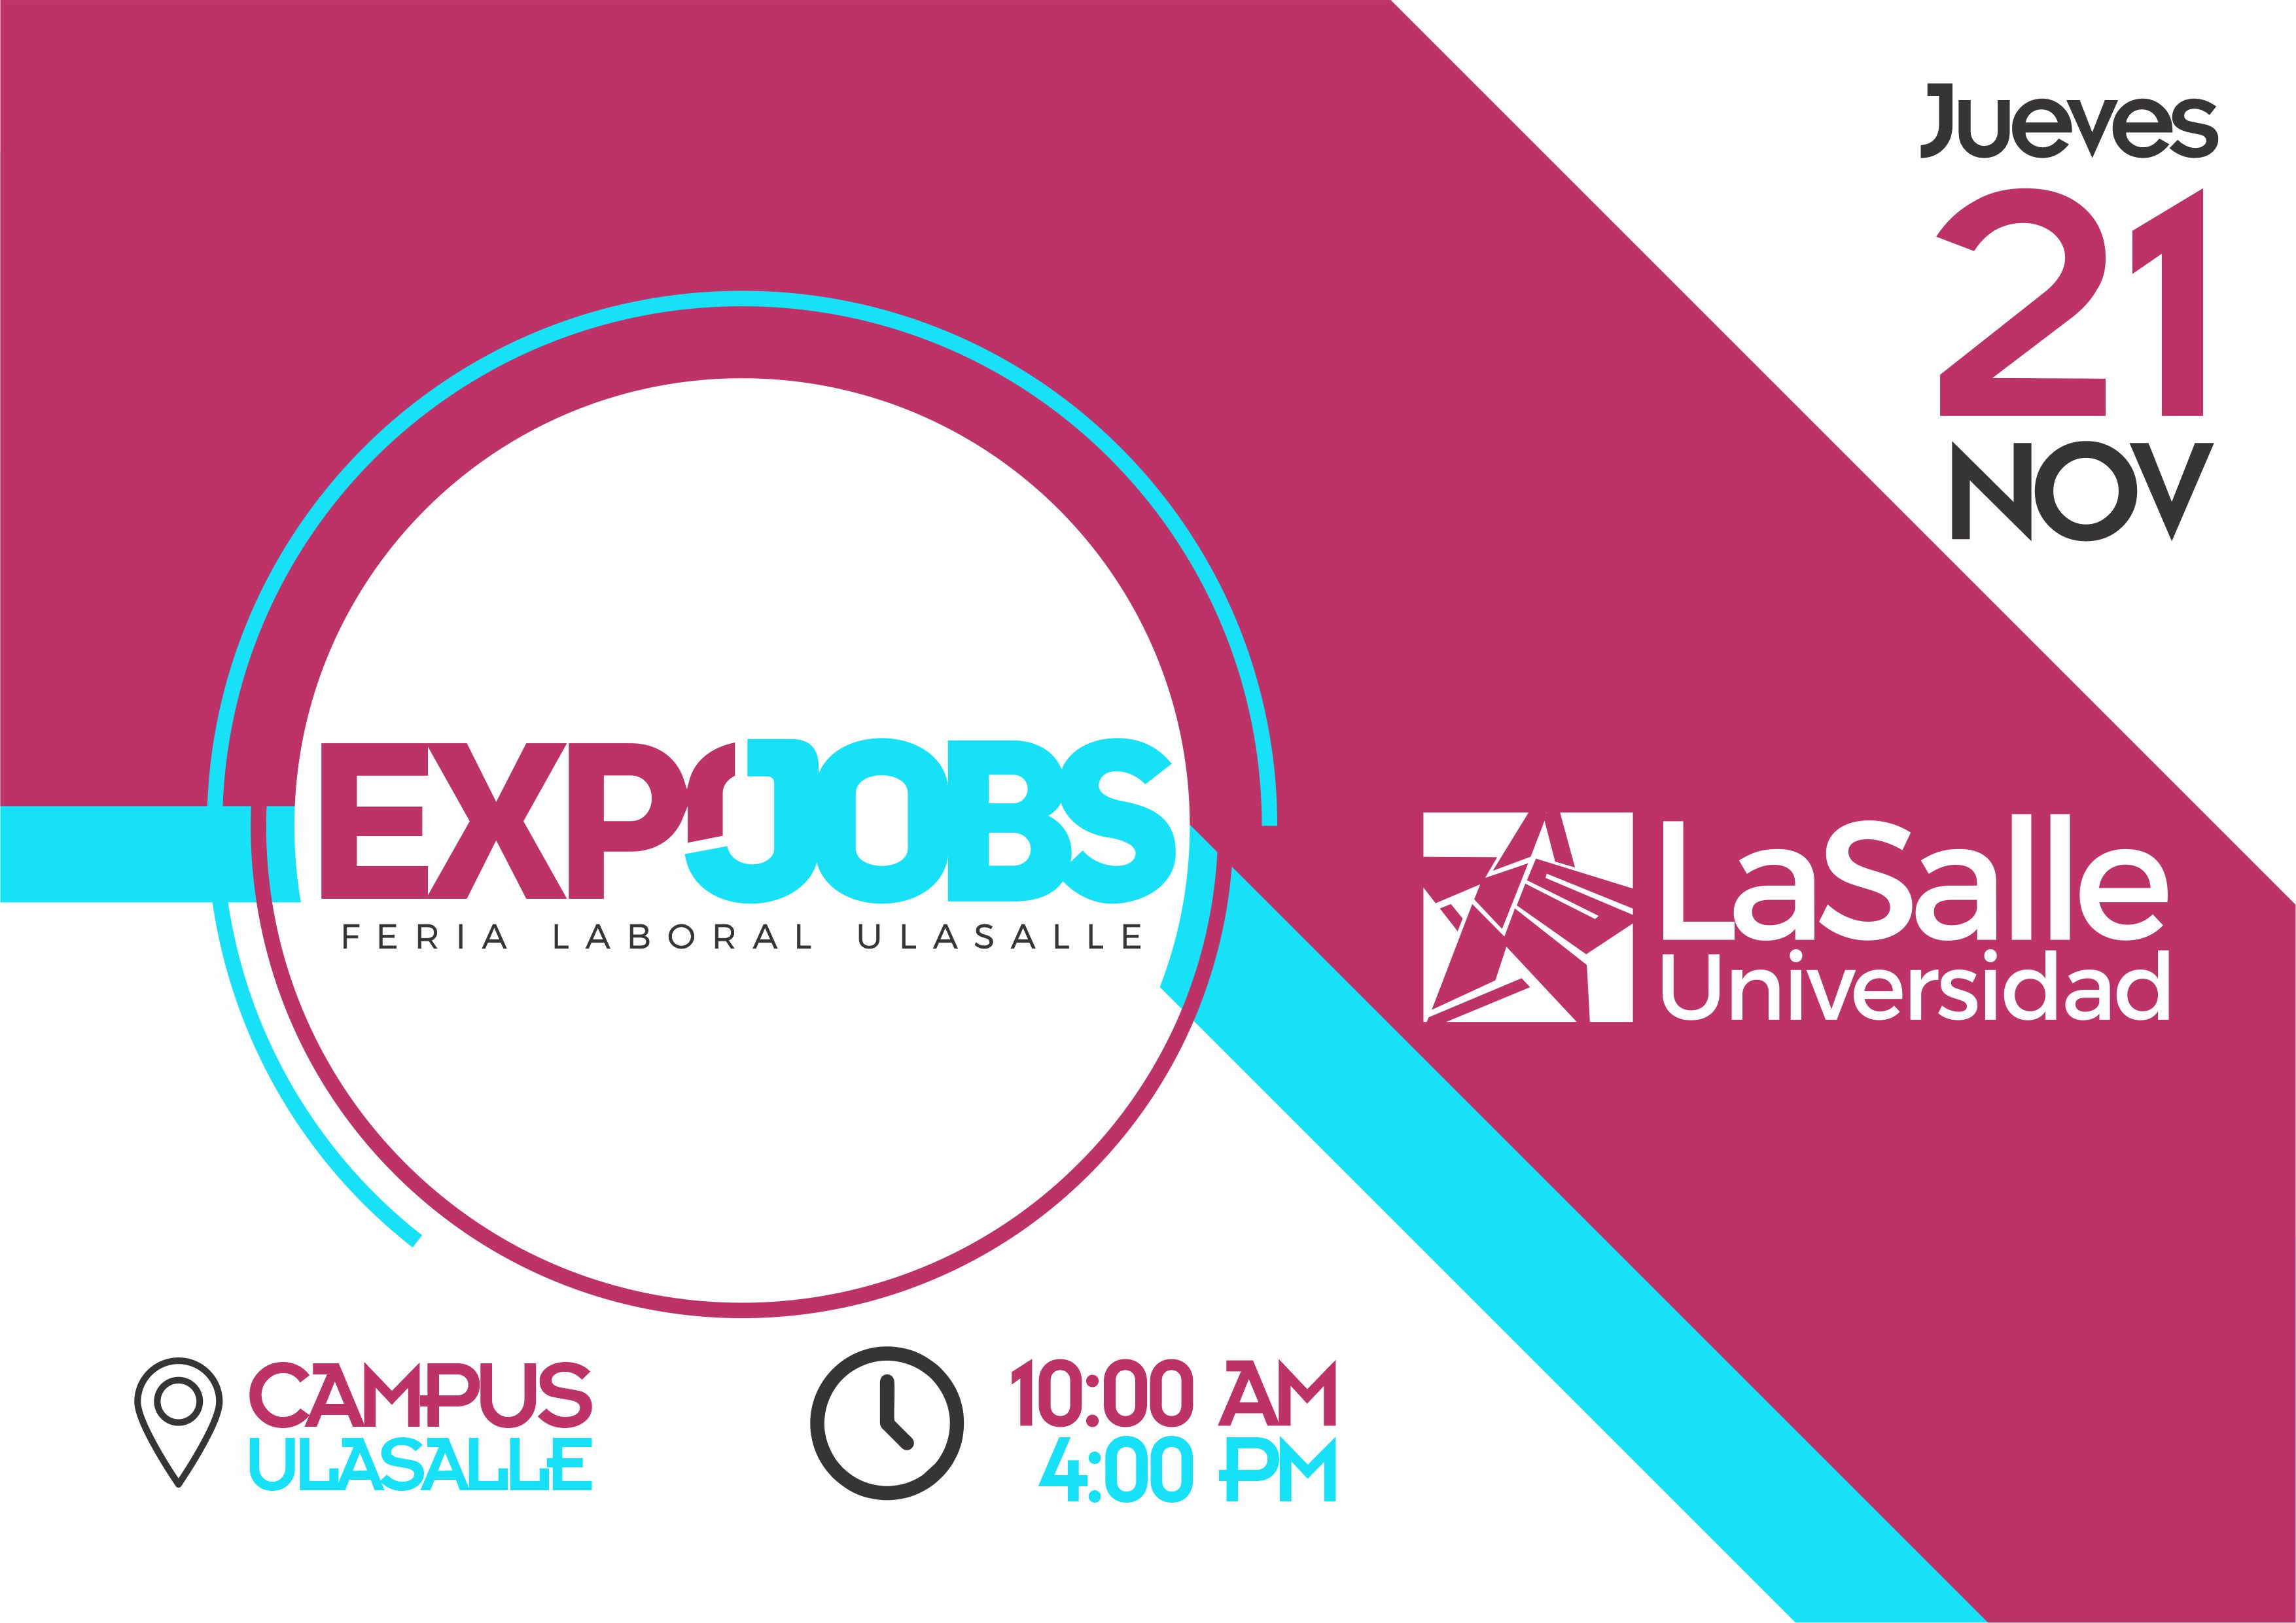 Jueves
21
NOV
EXPOJOBS
FERIA LABORAL ULASALLE
LaSalle
Universidad
CAMPUS
ULASALLE
10:00 AM
4:00 PM